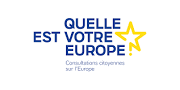 QUELLE
EST VOTRE
EUROPE?
Consultations citoyennes
sur l'Europe